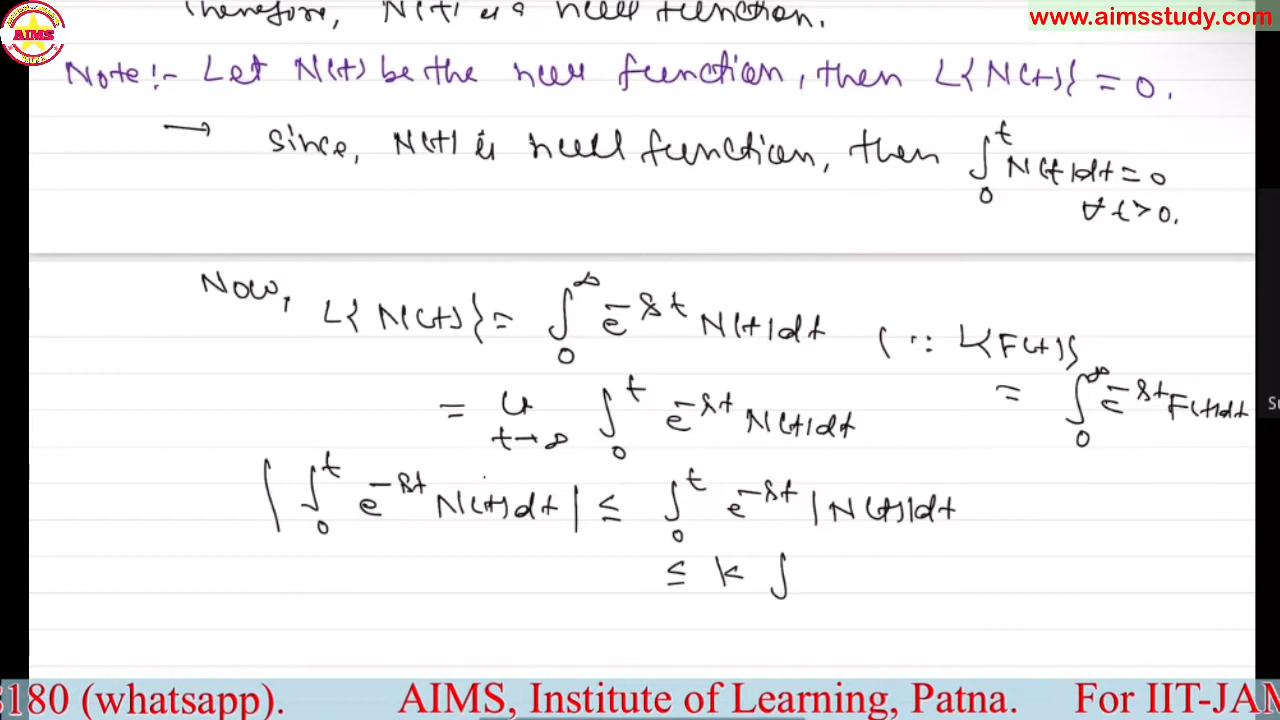 www.aimsstudy.com
AIMS
Therefore, N(t) is a null function.
Note:- Let N(t) be the null function, then L{N(t)} = 0.
→ Since, N(t) is null function, then ∫₀ᵗ N(t)dt = 0
∀ t > 0.
Now, L{N(t)} = ∫₀^∞ e^{-st} N(t)dt (∵ L{F(t)}
= ∫₀^∞ e^{-st} F(t)dt
= Lt_{t→∞} ∫₀ᵗ e^{-st} N(t)dt
|∫₀ᵗ e^{-st} N(t)dt| ≤ ∫₀ᵗ e^{-st} |N(t)|dt
≤ k ∫
180 (whatsapp). AIMS, Institute of Learning, Patna. For IIT-JAM